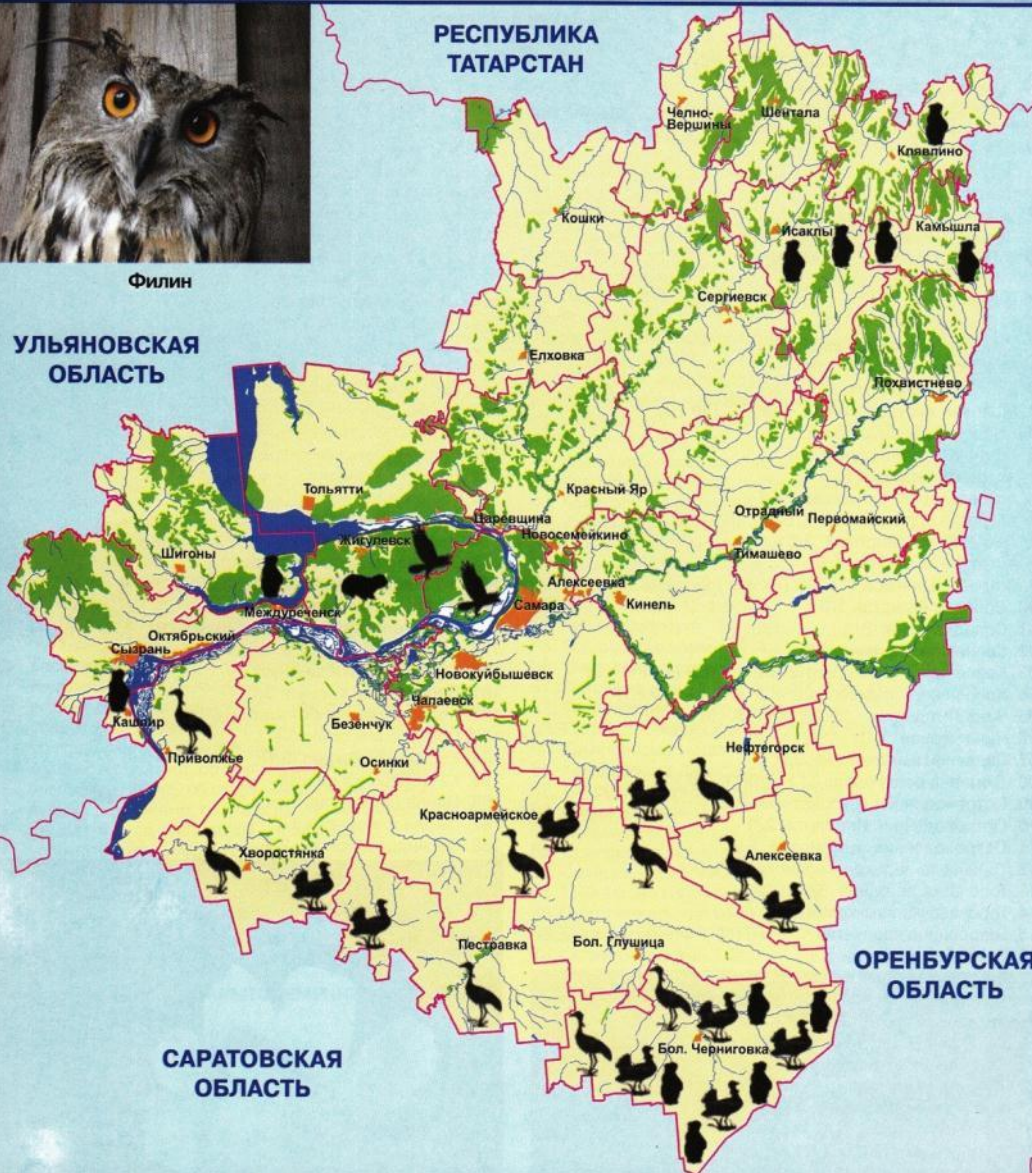 РЕСПУБЛИКА
ТАТАРСТАН
Филин
УЛЬЯНОВСКАЯ
ОБЛАСТЬ
Челно-
Вершины
Шентала
Клявлино
Кошки
Исаклы
Камышла
Сергиевск
Елховка
Похвистнево
Тольятти
Красный Яр
Царевщина
Отрадный
Первомайский
Жигулевск
Новосемейкино
Тимашево
Шигоны
Алексеевка
Междуреченск
Самара
Кинель
Октябрьский
Сызрань
Новокуйбышевск
Чапаевск
Кашпир
Безенчук
Приволжье
Осинки
Нефтегорск
Красноармейское
Хворостянка
Алексеевка
Пестравка
Бол. Глушица
ОРЕНБУРСКАЯ
ОБЛАСТЬ
Бол. Черниговка
САРАТОВСКАЯ
ОБЛАСТЬ